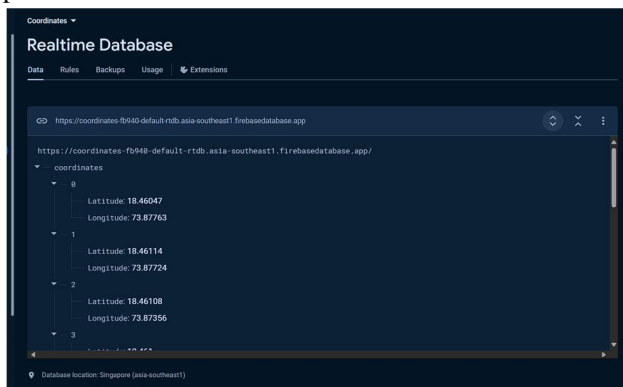 Coordinates
Realtime Database
Data Rules Backups Usage Extensions
https://coordinates-fb940-default-rtdb.asia-southeast1.firebasedatabase.app
https://coordinates-fb940-default-rtdb.asia-southeast1.firebasedatabase.app/
coordinates
0
Latitude: 18.46047
Longitude: 73.87763
1
Latitude: 18.46114
Longitude: 73.87724
2
Latitude: 18.46108
Longitude: 73.87356
3
Database location: Singapore (asia-southeast1)